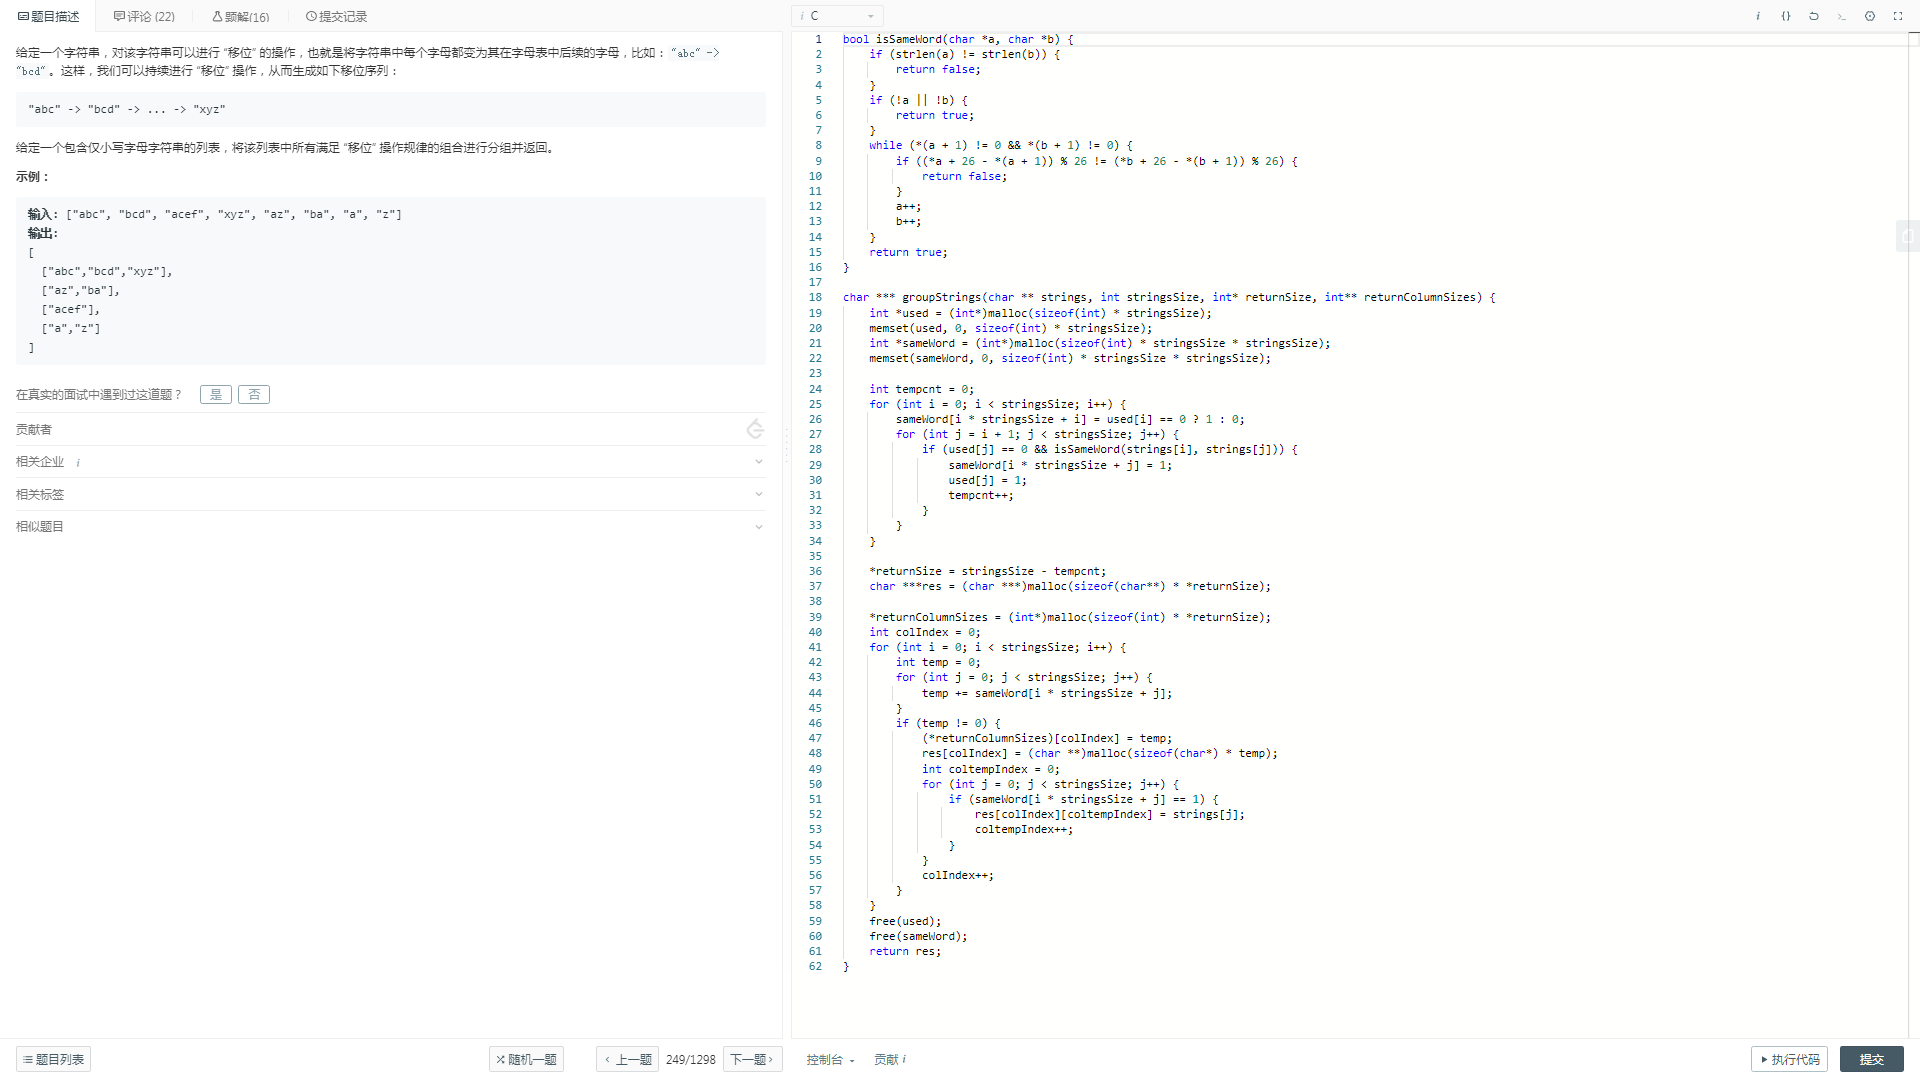 题目描述
评论 (22)
题解(16)
提交记录
给定一个字符串，对该字符串可以进行 “移位” 的操作，也就是将字符串中每个字母都变为其在字母表中后续的字母，比如："abc" ->
"bcd"。这样，我们可以持续进行 “移位” 操作，从而生成如下移位序列：
"abc" -> "bcd" -> ... -> "xyz"
给定一个包含仅小写字母字符串的列表，将该列表中所有满足 “移位” 操作规律的组合进行分组并返回。
示例：
输入: ["abc", "bcd", "acef", "xyz", "az", "ba", "a", "z"]
输出:
[
  ["abc","bcd","xyz"],
  ["az","ba"],
  ["acef"],
  ["a","z"]
]
在真实的面试中遇到过这道题？ 是 否
贡献者
相关企业 i
相关标签
相似题目
题目列表
随机一题
上一题
249/1298
下一题
i C
i {}
1 bool isSameWord(char *a, char *b) {
2     if (strlen(a) != strlen(b)) {
3         return false;
4     }
5     if (!a || !b) {
6         return true;
7     }
8     while (*(a + 1) != 0 && *(b + 1) != 0) {
9         if ((*a + 26 - *(a + 1)) % 26 != (*b + 26 - *(b + 1)) % 26) {
10             return false;
11         }
12         a++;
13         b++;
14     }
15     return true;
16 }
17
18 char *** groupStrings(char ** strings, int stringsSize, int* returnSize, int** returnColumnSizes) {
19     int *used = (int*)malloc(sizeof(int) * stringsSize);
20     memset(used, 0, sizeof(int) * stringsSize);
21     int *sameWord = (int*)malloc(sizeof(int) * stringsSize * stringsSize);
22     memset(sameWord, 0, sizeof(int) * stringsSize * stringsSize);
23
24     int tempcnt = 0;
25     for (int i = 0; i < stringsSize; i++) {
26         sameWord[i * stringsSize + i] = used[i] == 0 ? 1 : 0;
27         for (int j = i + 1; j < stringsSize; j++) {
28             if (used[j] == 0 && isSameWord(strings[i], strings[j])) {
29                 sameWord[i * stringsSize + j] = 1;
30                 used[j] = 1;
31                 tempcnt++;
32             }
33         }
34     }
35
36     *returnSize = stringsSize - tempcnt;
37     char ***res = (char ***)malloc(sizeof(char**) * *returnSize);
38
39     *returnColumnSizes = (int*)malloc(sizeof(int) * *returnSize);
40     int colIndex = 0;
41     for (int i = 0; i < stringsSize; i++) {
42         int temp = 0;
43         for (int j = 0; j < stringsSize; j++) {
44             temp += sameWord[i * stringsSize + j];
45         }
46         if (temp != 0) {
47             (*returnColumnSizes)[colIndex] = temp;
48             res[colIndex] = (char **)malloc(sizeof(char*) * temp);
49             int coltempIndex = 0;
50             for (int j = 0; j < stringsSize; j++) {
51                 if (sameWord[i * stringsSize + j] == 1) {
52                     res[colIndex][coltempIndex] = strings[j];
53                     coltempIndex++;
54                 }
55             }
56             colIndex++;
57         }
58     }
59     free(used);
60     free(sameWord);
61     return res;
62 }
控制台
贡献 i
执行代码
提交